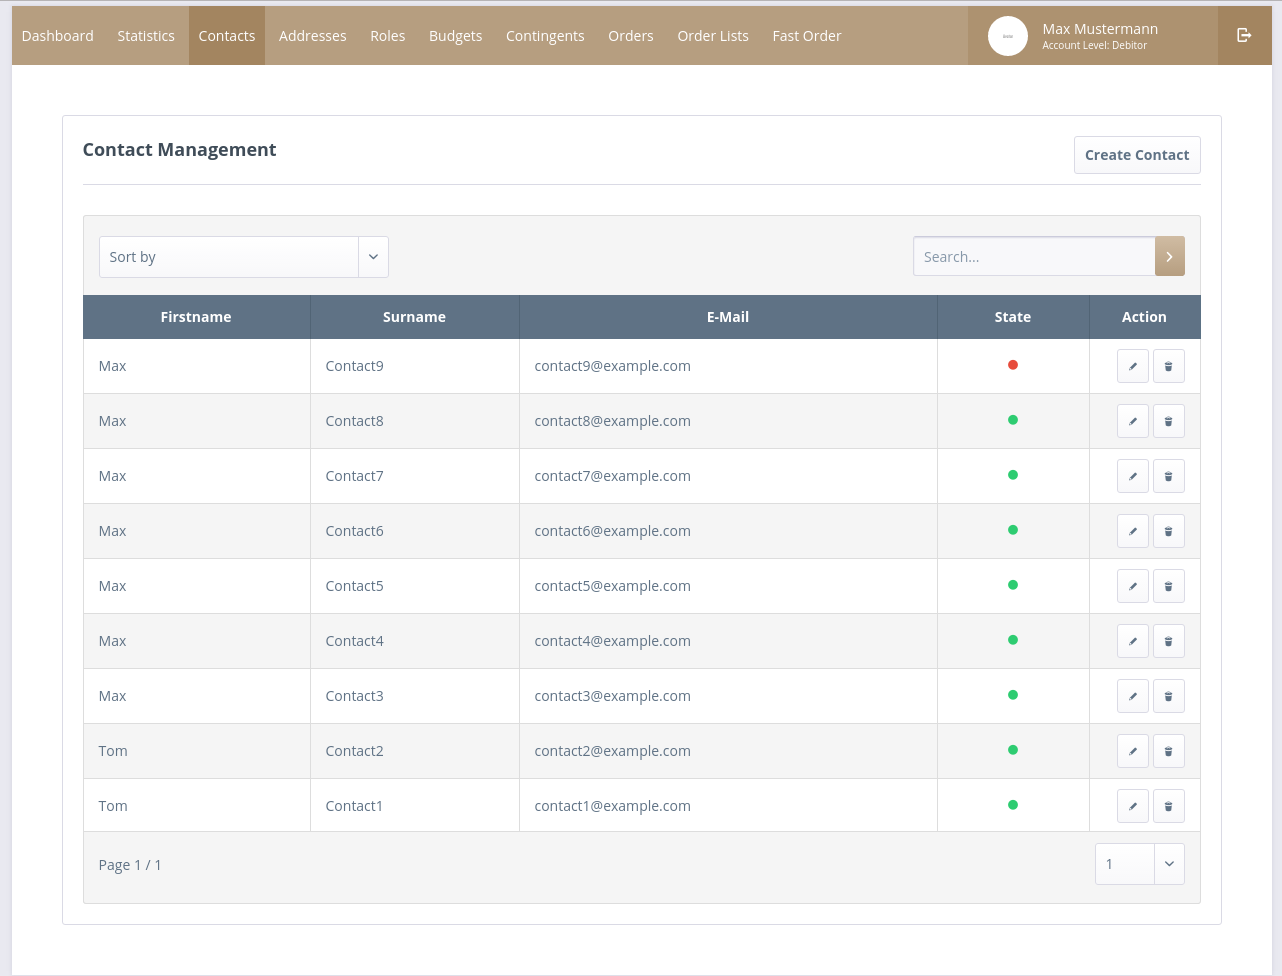 Dashboard Statistics Contacts Addresses Roles Budgets Contingents Orders Order Lists Fast Order Max Mustermann
Account Level: Debitor
Contact Management Create Contact
Sort by Search...
Firstname Surname E-Mail State Action
Max Contact9 contact9@example.com
Max Contact8 contact8@example.com
Max Contact7 contact7@example.com
Max Contact6 contact6@example.com
Max Contact5 contact5@example.com
Max Contact4 contact4@example.com
Max Contact3 contact3@example.com
Tom Contact2 contact2@example.com
Tom Contact1 contact1@example.com
Page 1 / 1 1